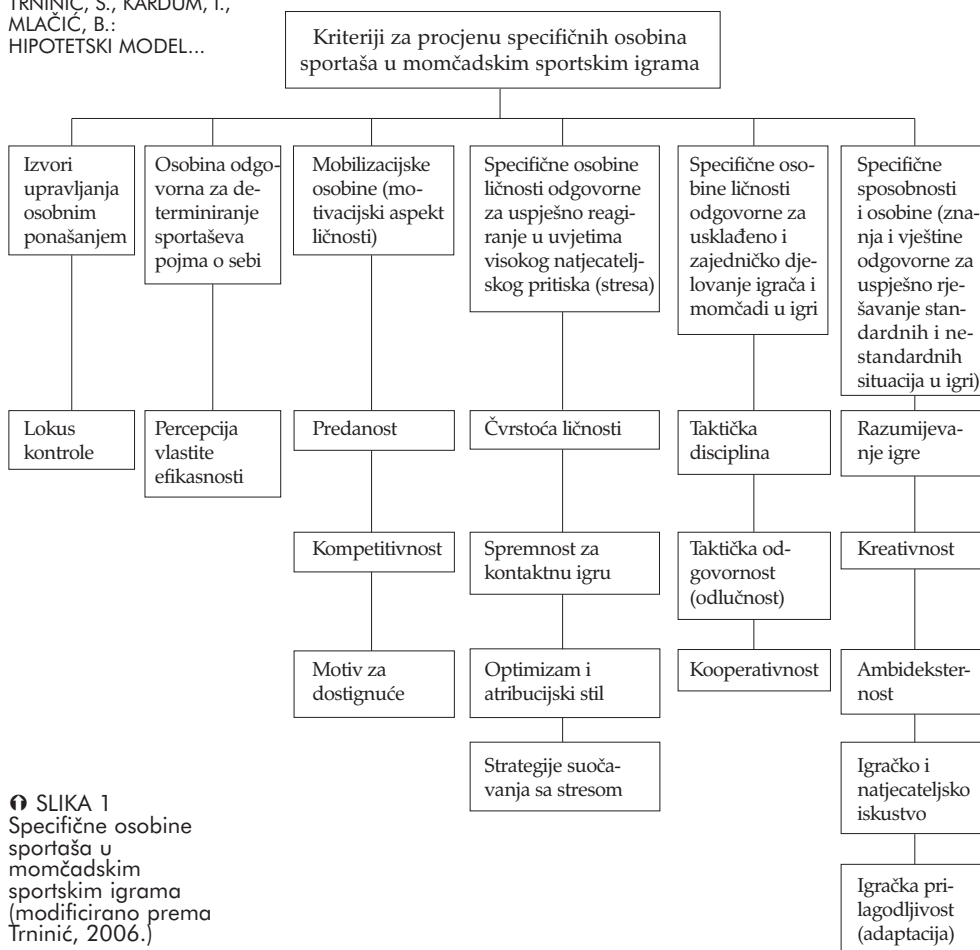 TRNINIĆ, S., KARDUM, I.,
MLAČIĆ, B.:
HIPOTETSKI MODEL...
Kriteriji za procjenu specifičnih osobina
sportaša u momčadskim sportskim igrama
Izvori
upravljanja
osobnim
ponašanjem
Osobina odgo-
vorna za de-
terminiranje
sportaševa
pojma o sebi
Mobilizacijske
osobine (mo-
tivacijski aspekt
ličnosti)
Specifične osobine
ličnosti odgovorne
za uspješno reagi-
ranje u uvjetima
visokog natjecatelj-
skog pritiska (stresa)
Specifične oso-
bine ličnosti
odgovorne za
usklađeno i
zajedničko dje-
lovanje igrača i
momčadi u igri
Specifične
sposobnosti
i osobine (zna-
nja i vještine
odgovorne za
uspješno rje-
šavanje stan-
dardnih i ne-
standardnih
situacija u igri)
Lokus
kontrole
Percepcija
vlastite
efikasnosti
Predanost
Čvrstoća ličnosti
Taktička
disciplina
Razumijeva-
nje igre
Kompetitivnost
Spremnost za
kontaktnu igru
Taktička od-
govornost
(odlučnost)
Kreativnost
Motiv za
dostignuće
Optimizam i
atribucijski stil
Kooperativnost
Ambidekster-
nost
Strategije suoča-
vanja sa stresom
Igračko i
natjecateljsko
iskustvo
Igračka pri-
lagodljivost
(adaptacija)
SLIKA 1
Specifične osobine
sportaša u
momčadskim
sportskim igrama
(modificirano prema
Trninić, 2006.)